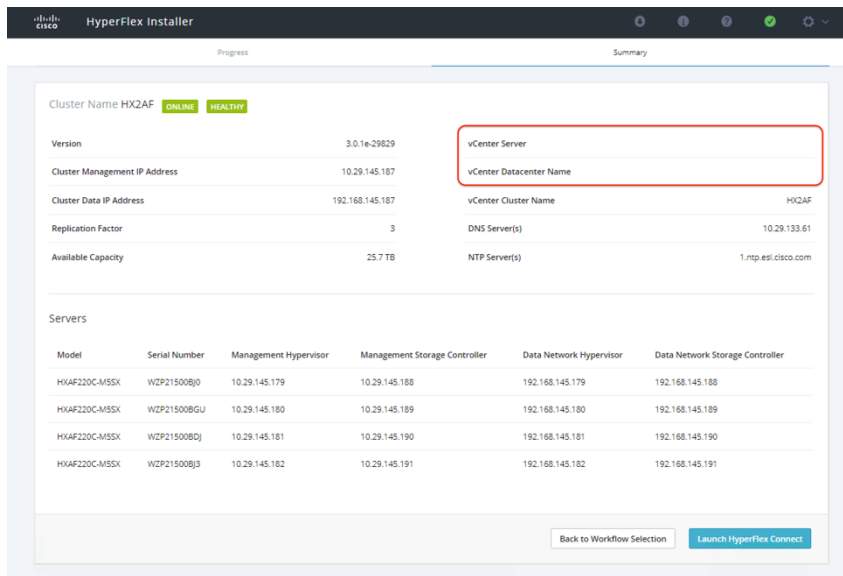 cisco HyperFlex Installer
Progress Summary
Cluster Name HX2AF ONLINE HEALTHY
Version 3.0.1e-29829 vCenter Server
Cluster Management IP Address 10.29.145.187 vCenter Datacenter Name
Cluster Data IP Address 192.168.145.187 vCenter Cluster Name HX2AF
Replication Factor 3 DNS Server(s) 10.29.133.61
Available Capacity 25.7 TB NTP Server(s) 1.ntp.esl.cisco.com
Servers
Model Serial Number Management Hypervisor Management Storage Controller Data Network Hypervisor Data Network Storage Controller
HXAF220C-M5SX WZP21500BJ0 10.29.145.179 10.29.145.188 192.168.145.179 192.168.145.188
HXAF220C-M5SX WZP21500BGU 10.29.145.180 10.29.145.189 192.168.145.180 192.168.145.189
HXAF220C-M5SX WZP21500BDJ 10.29.145.181 10.29.145.190 192.168.145.181 192.168.145.190
HXAF220C-M5SX WZP21500BJ3 10.29.145.182 10.29.145.191 192.168.145.182 192.168.145.191
Back to Workflow Selection Launch HyperFlex Connect